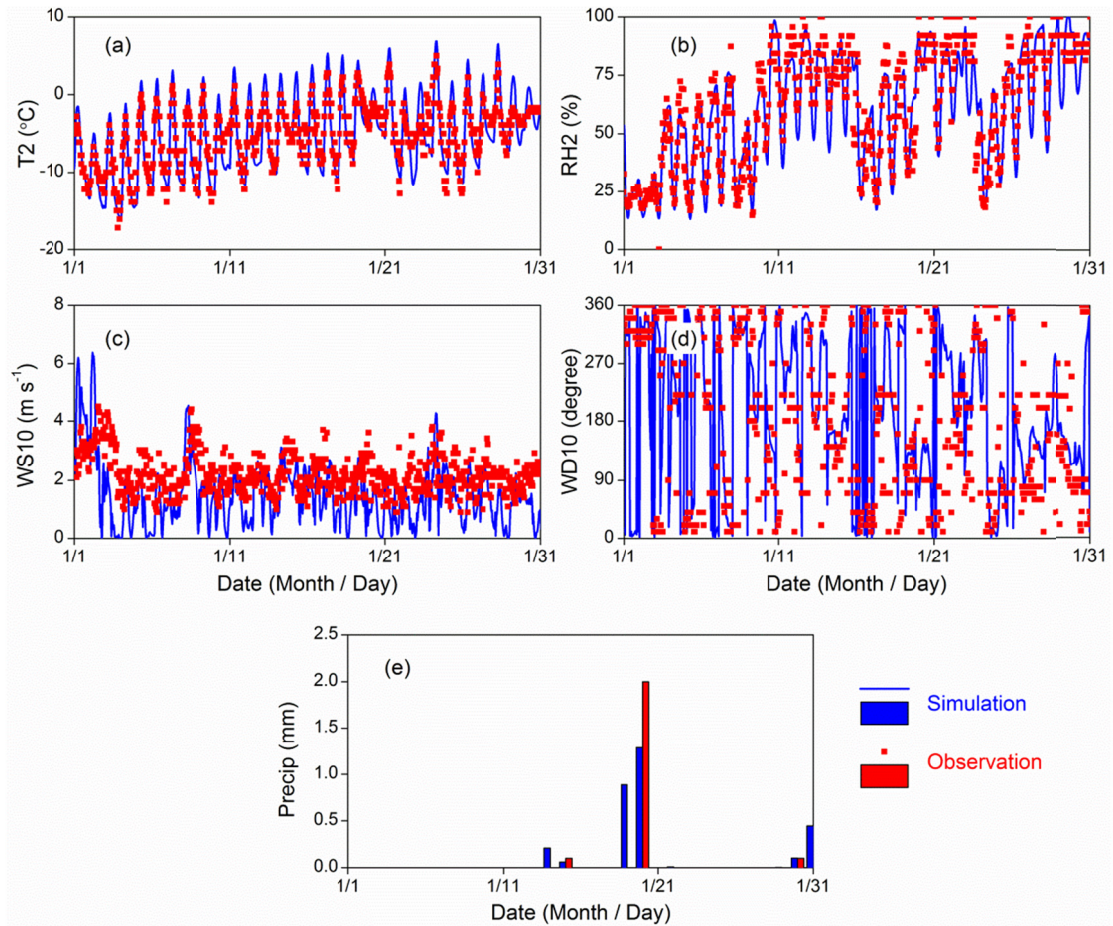 (a)
T2 (°C)
10
0
-10
-20
1/1 1/11 1/21 1/31
(b)
RH2 (%)
100
75
50
25
0
1/1 1/11 1/21 1/31
(c)
WS10 (m s-1)
8
6
4
2
0
1/1 1/11 1/21 1/31
Date (Month / Day)
(d)
WD10 (degree)
360
270
180
90
0
1/1 1/11 1/21 1/31
Date (Month / Day)
(e)
Precip (mm)
2.5
2.0
1.5
1.0
0.5
0.0
1/1 1/11 1/21 1/31
Date (Month / Day)
Simulation
Observation